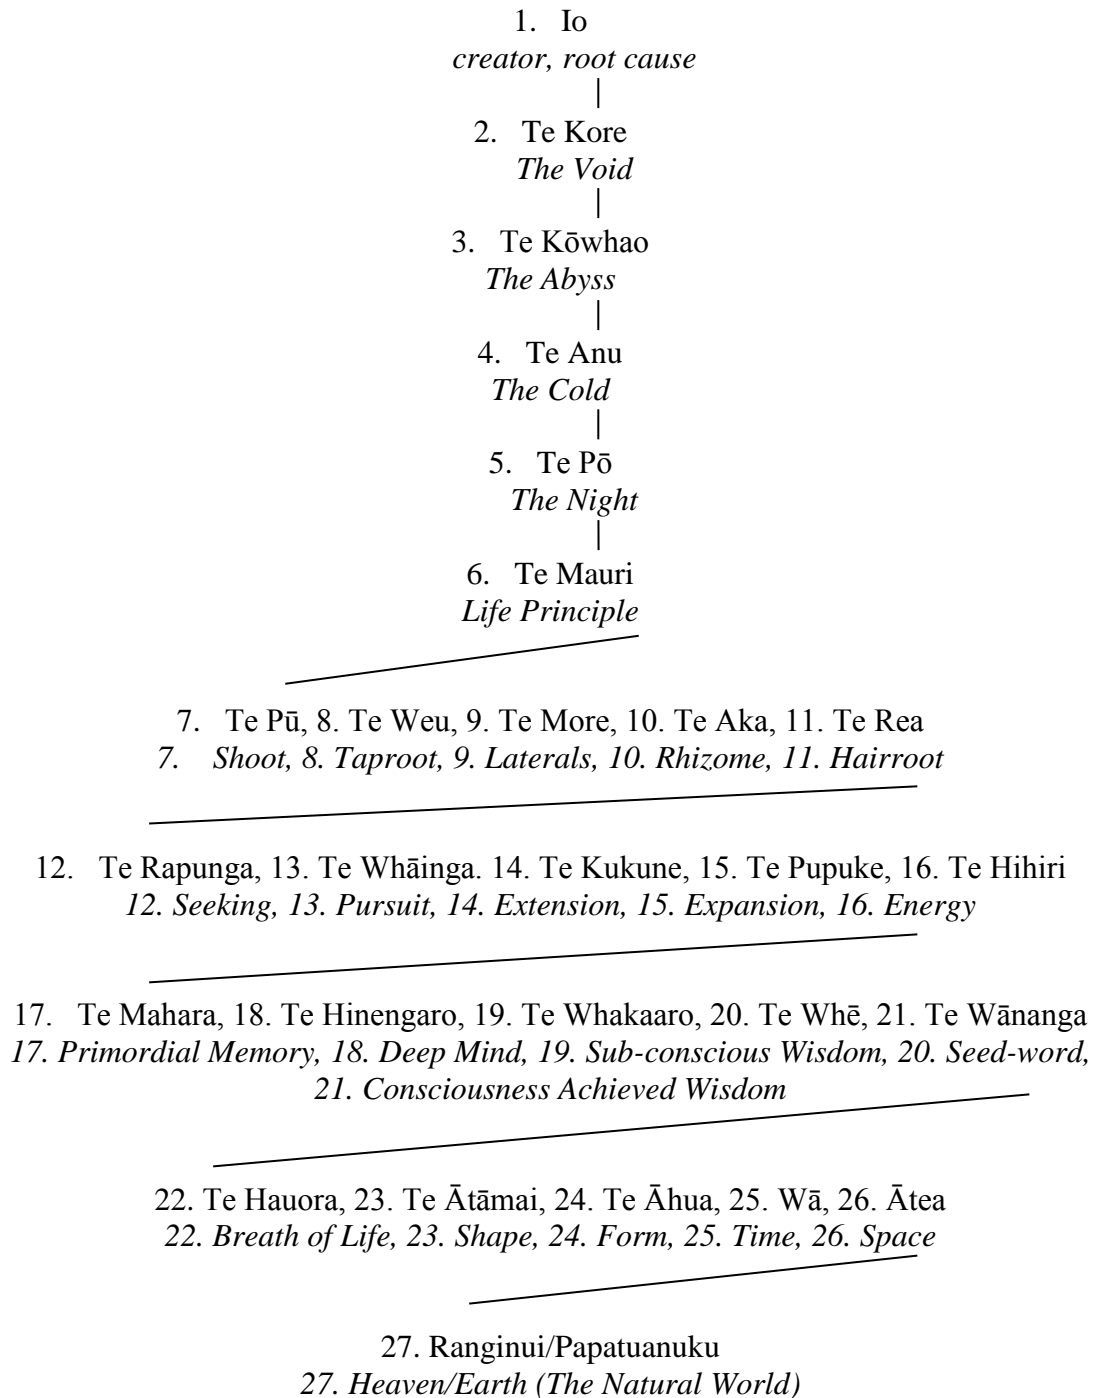 1. Io
creator, root cause
2. Te Kore
The Void
3. Te Kōwhao
The Abyss
4. Te Anu
The Cold
5. Te Pō
The Night
6. Te Mauri
Life Principle
7. Te Pū, 8. Te Weu, 9. Te More, 10. Te Aka, 11. Te Rea
7. Shoot, 8. Taproot, 9. Laterals, 10. Rhizome, 11. Hairroot
12. Te Rapunga, 13. Te Whāinga. 14. Te Kukune, 15. Te Pupuke, 16. Te Hihiri
12. Seeking, 13. Pursuit, 14. Extension, 15. Expansion, 16. Energy
17. Te Mahara, 18. Te Hinengaro, 19. Te Whakaaro, 20. Te Whē, 21. Te Wānanga
17. Primordial Memory, 18. Deep Mind, 19. Sub-conscious Wisdom, 20. Seed-word,
21. Consciousness Achieved Wisdom
22. Te Hauora, 23. Te Ātāmai, 24. Te Āhua, 25. Wā, 26. Ātea
22. Breath of Life, 23. Shape, 24. Form, 25. Time, 26. Space
27. Ranginui/Papatuanuku
27. Heaven/Earth (The Natural World)